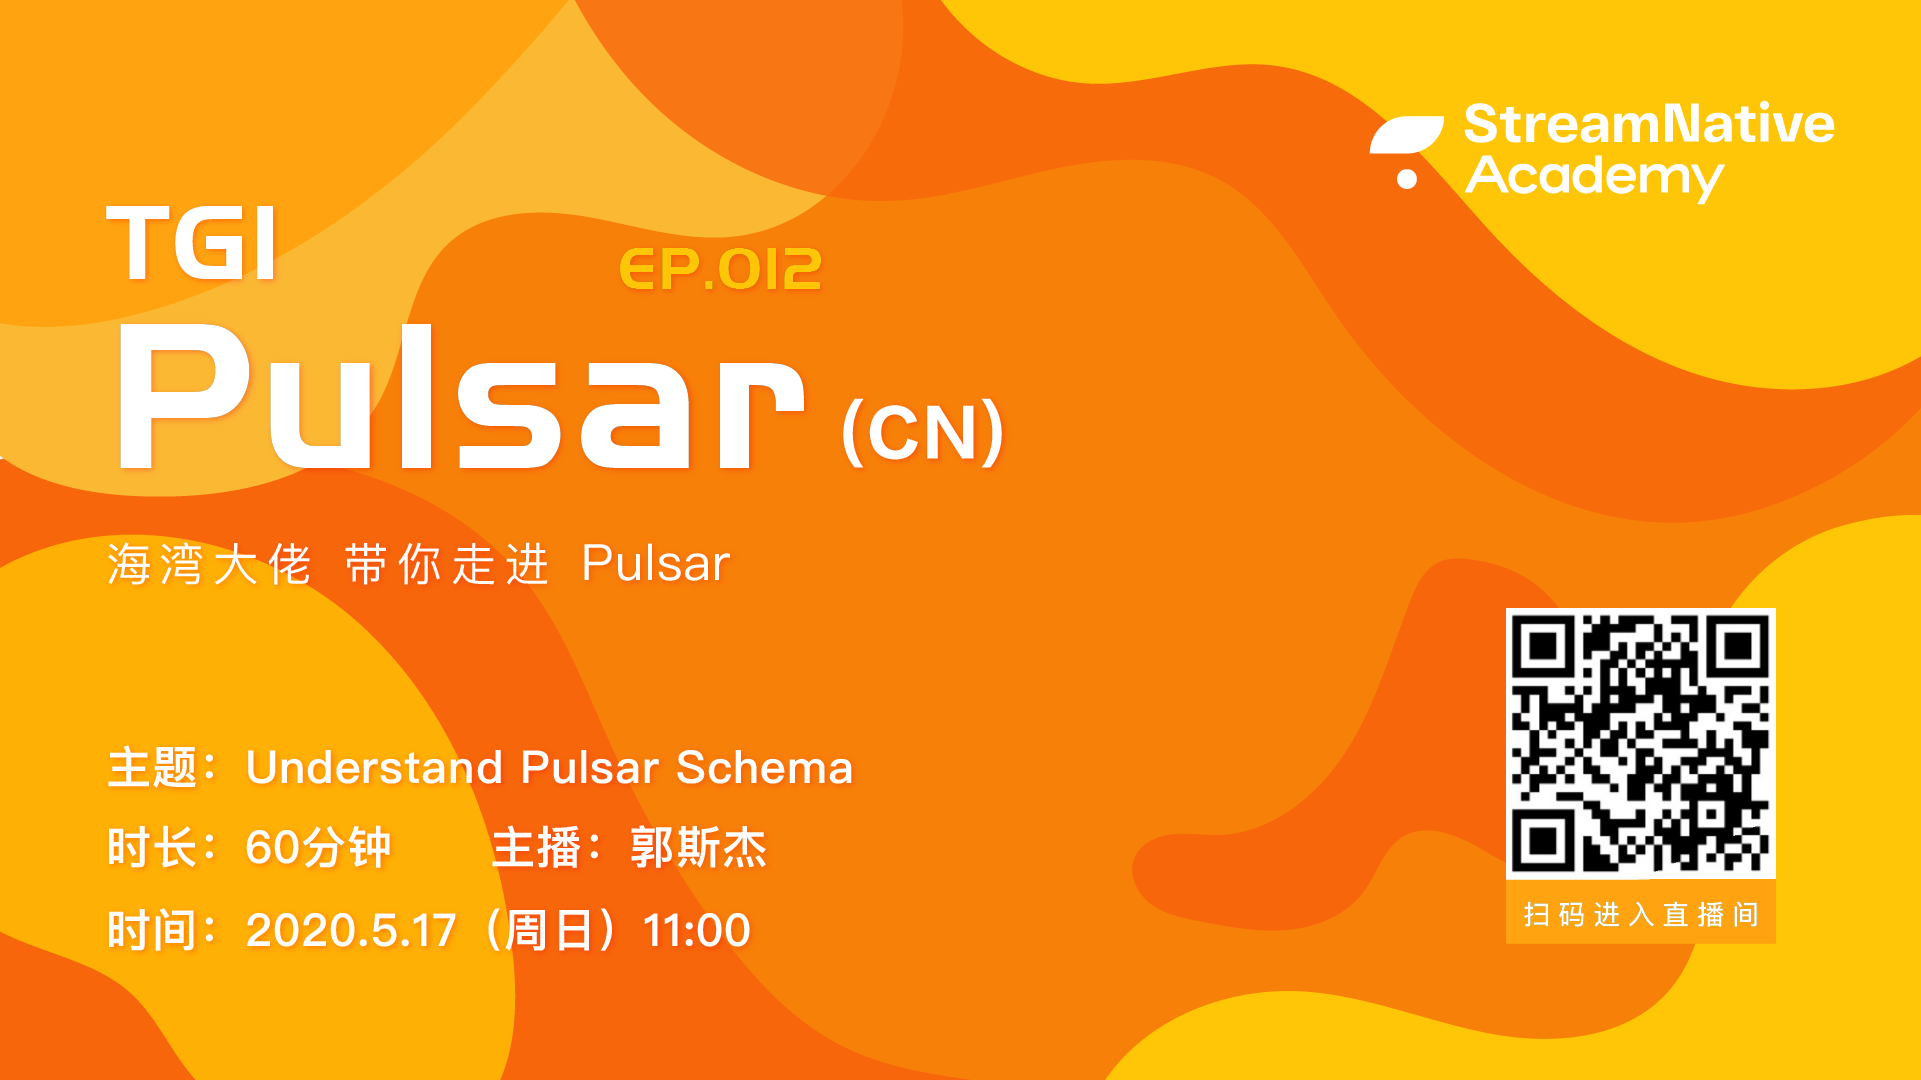 StreamNative
Academy
TGI
EP.012
Pulsar (CN)
海湾大佬 带你走进 Pulsar
主题：Understand Pulsar Schema
时长：60分钟 主播：郭斯杰
时间：2020.5.17（周日）11:00
扫码进入直播间